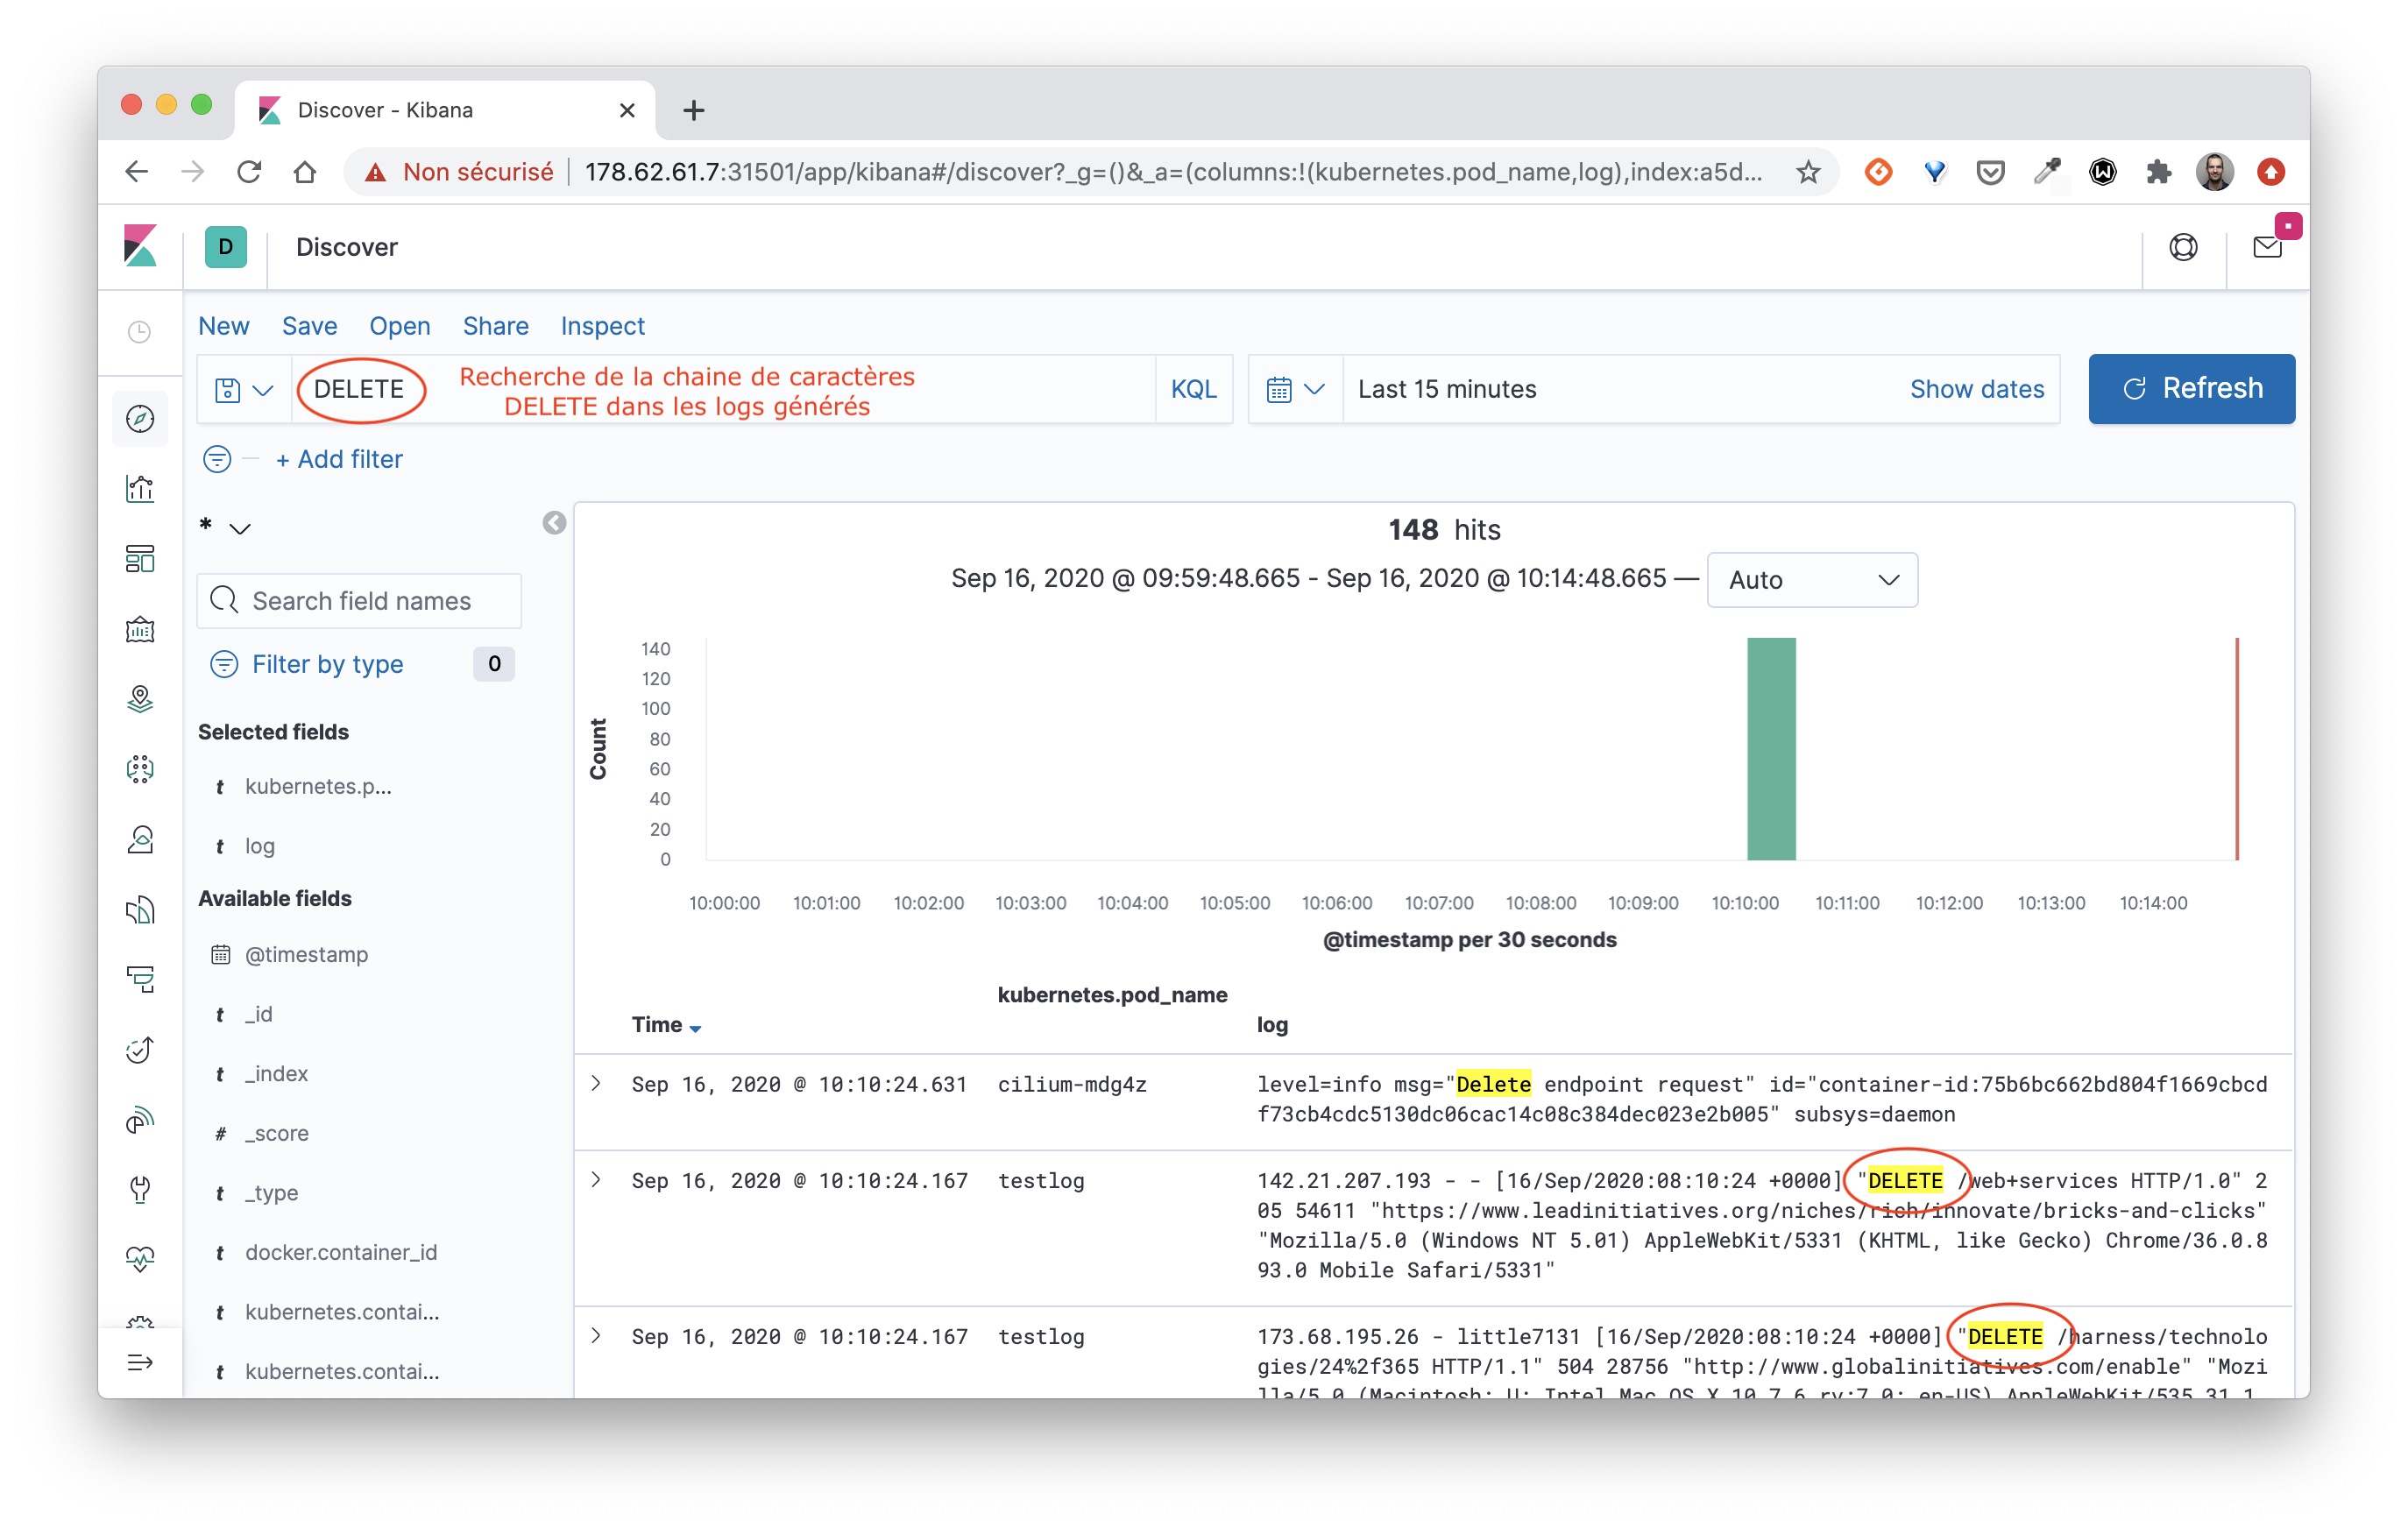 Discover - Kibana
Non sécurisé 178.62.61.7:31501/app/kibana#/discover?_g=()&_a=(columns:!(kubernetes.pod_name,log),index:a5d...
D Discover
New Save Open Share Inspect
DELETE
Recherche de la chaine de caractères
DELETE dans les logs générés
KQL
Last 15 minutes
Show dates
Refresh
+ Add filter
*
Search field names
Filter by type 0
Selected fields
t kubernetes.p...
t log
Available fields
@timestamp
t _id
t _index
# _score
t _type
t docker.container_id
t kubernetes.contai...
t kubernetes.contai...
148 hits
Sep 16, 2020 @ 09:59:48.665 - Sep 16, 2020 @ 10:14:48.665 — Auto
Count
140
120
100
80
60
40
20
0
10:00:00 10:01:00 10:02:00 10:03:00 10:04:00 10:05:00 10:06:00 10:07:00 10:08:00 10:09:00 10:10:00 10:11:00 10:12:00 10:13:00 10:14:00
@timestamp per 30 seconds
Time kubernetes.pod_name log
Sep 16, 2020 @ 10:10:24.631 cilium-mdg4z level=info msg="Delete endpoint request" id="container-id:75b6bc662bd804f1669cbcd
f73cb4cdc5130dc06cac14c08c384dec023e2b005" subsys=daemon
Sep 16, 2020 @ 10:10:24.167 testlog 142.21.207.193 - - [16/Sep/2020:08:10:24 +0000] "DELETE /web+services HTTP/1.0" 2
05 54611 "https://www.leadinitiatives.org/niches/rich/innovate/bricks-and-clicks"
"Mozilla/5.0 (Windows NT 5.01) AppleWebKit/5331 (KHTML, like Gecko) Chrome/36.0.8
93.0 Mobile Safari/5331"
Sep 16, 2020 @ 10:10:24.167 testlog 173.68.195.26 - little7131 [16/Sep/2020:08:10:24 +0000] "DELETE /harness/technolo
gies/24%2f365 HTTP/1.1" 504 28756 "http://www.globalinitiatives.com/enable" "Mozi
lla/5.0 (Macintosh; U; Intel Mac OS X 10_7_6 rv:7.0; en-US) AppleWebKit/535.31.1